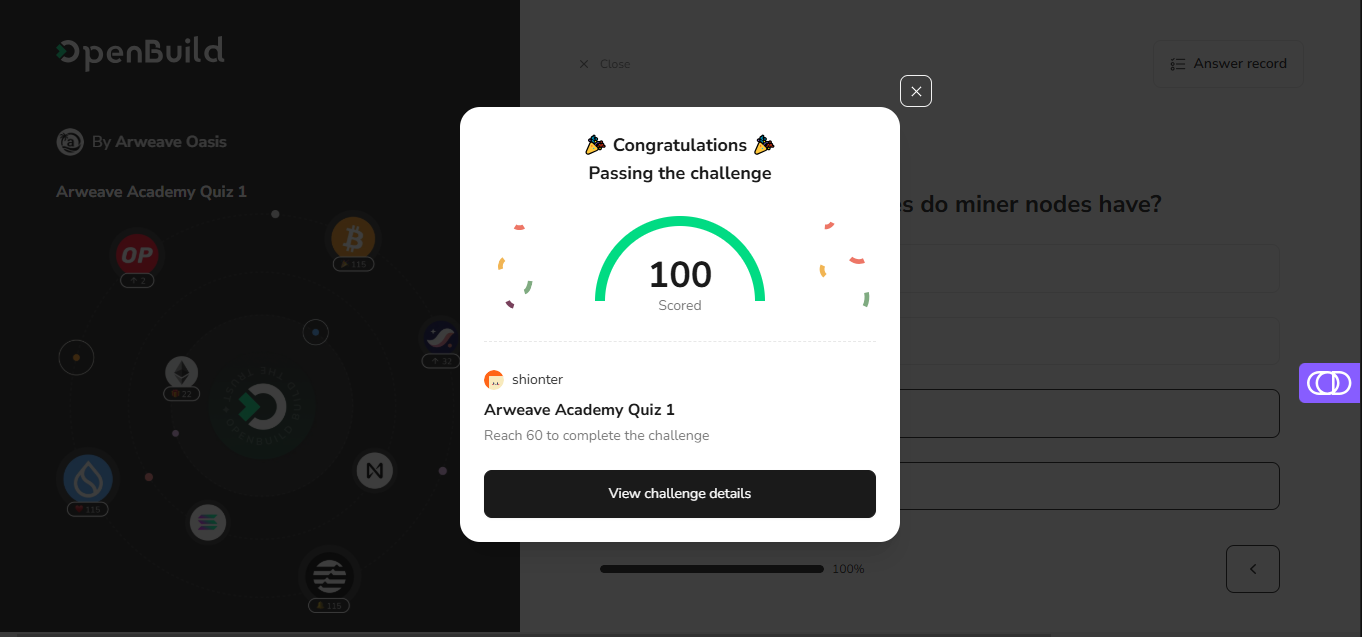 OpenBuild
By Arweave Oasis
Arweave Academy Quiz 1
OP
2
115
32
22
115
115
Close
Answer record
es do miner nodes have?
🎉 Congratulations 🎉
Passing the challenge
100
Scored
shionter
Arweave Academy Quiz 1
Reach 60 to complete the challenge
View challenge details
100%